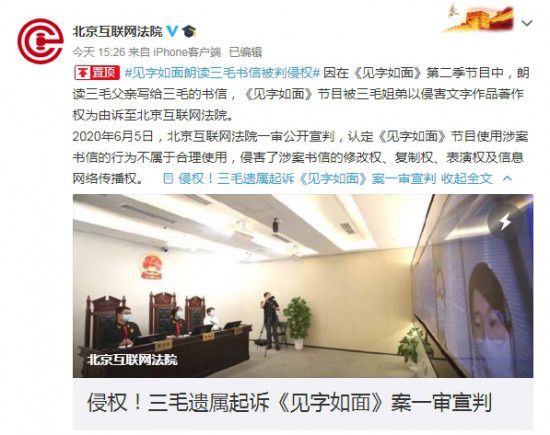 北京互联网法院
今天 15:26 来自 iPhone客户端 已编辑
置顶 #见字如面朗读三毛书信被判侵权# 因在《见字如面》第二季节目中，朗
读三毛父亲写给三毛的书信，《见字如面》节目被三毛姐弟以侵害文字作品著作
权为由诉至北京互联网法院。
2020年6月5日，北京互联网法院一审公开宣判，认定《见字如面》节目使用涉案
书信的行为不属于合理使用，侵害了涉案书信的修改权、复制权、表演权及信息
网络传播权。 侵权！三毛遗属起诉《见字如面》案一审宣判 收起全文
北京互联网法院
侵权！三毛遗属起诉《见字如面》案一审宣判